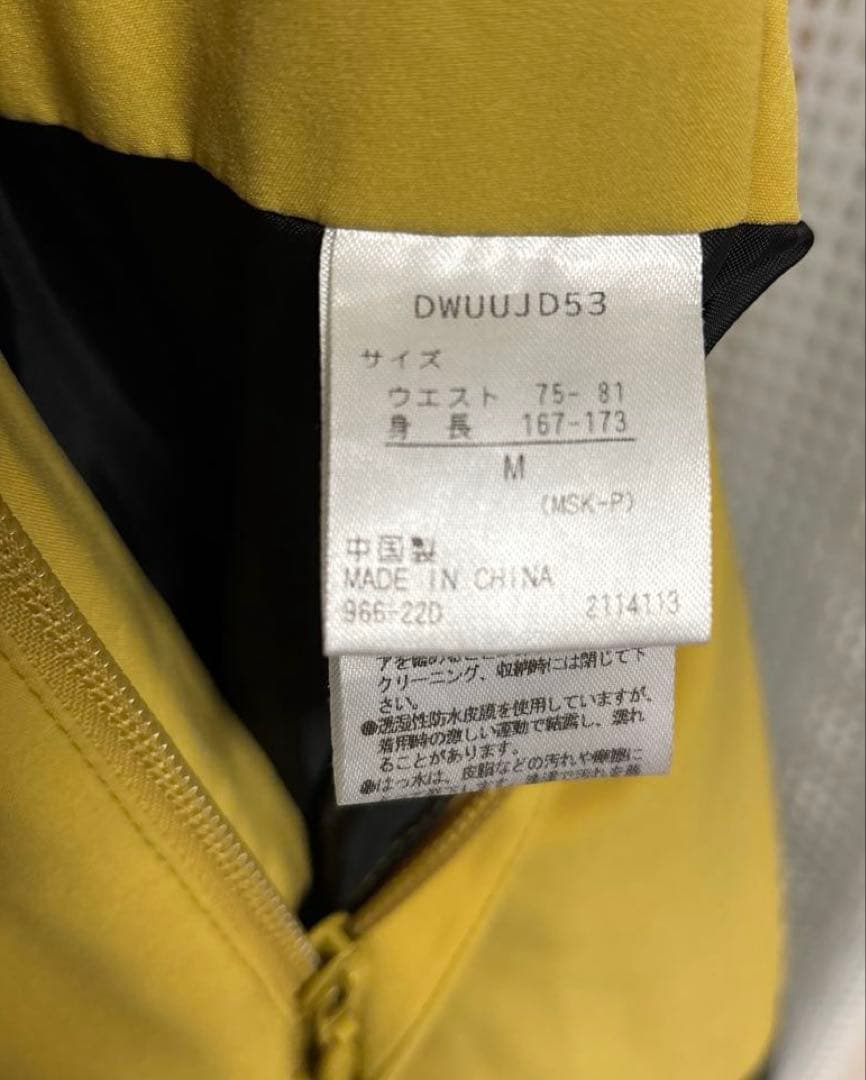 DWUUJD53
サイズ
ウエスト 75-81
身長 167-173
M
(MSK-P)
中国製
MADE IN CHINA
966-22D 2114113
クリーニング、収納時には閉じて下
さい。
●透湿性防水皮膜を使用していますが、
着用時の激しい運動で結露し、濡れ
ることがあります。
●はっ水は、皮脂などの汚れや摩擦に